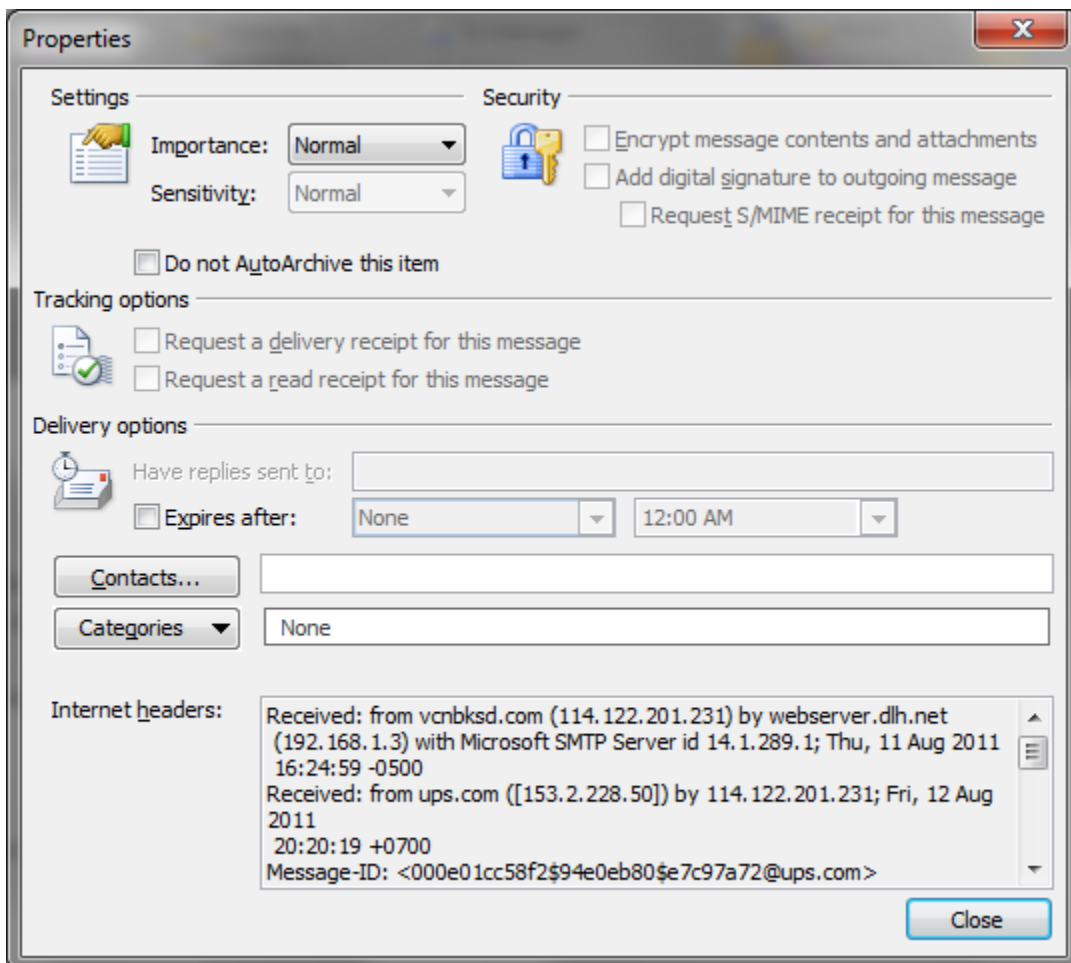 Properties
Settings
Security
Importance: Normal
Encrypt message contents and attachments
Sensitivity: Normal
Add digital signature to outgoing message
Request S/MIME receipt for this message
Do not AutoArchive this item
Tracking options
Request a delivery receipt for this message
Request a read receipt for this message
Delivery options
Have replies sent to:
Expires after: None 12:00 AM
Contacts...
Categories None
Internet headers:
Received: from vcnbksd.com (114.122.201.231) by webserver.dlh.net
(192.168.1.3) with Microsoft SMTP Server id 14.1.289.1; Thu, 11 Aug 2011
16:24:59 -0500
Received: from ups.com ([153.2.228.50]) by 114.122.201.231; Fri, 12 Aug
2011
20:20:19 +0700
Message-ID: <000e01cc58f2$94e0eb80$e7c97a72@ups.com>
Close